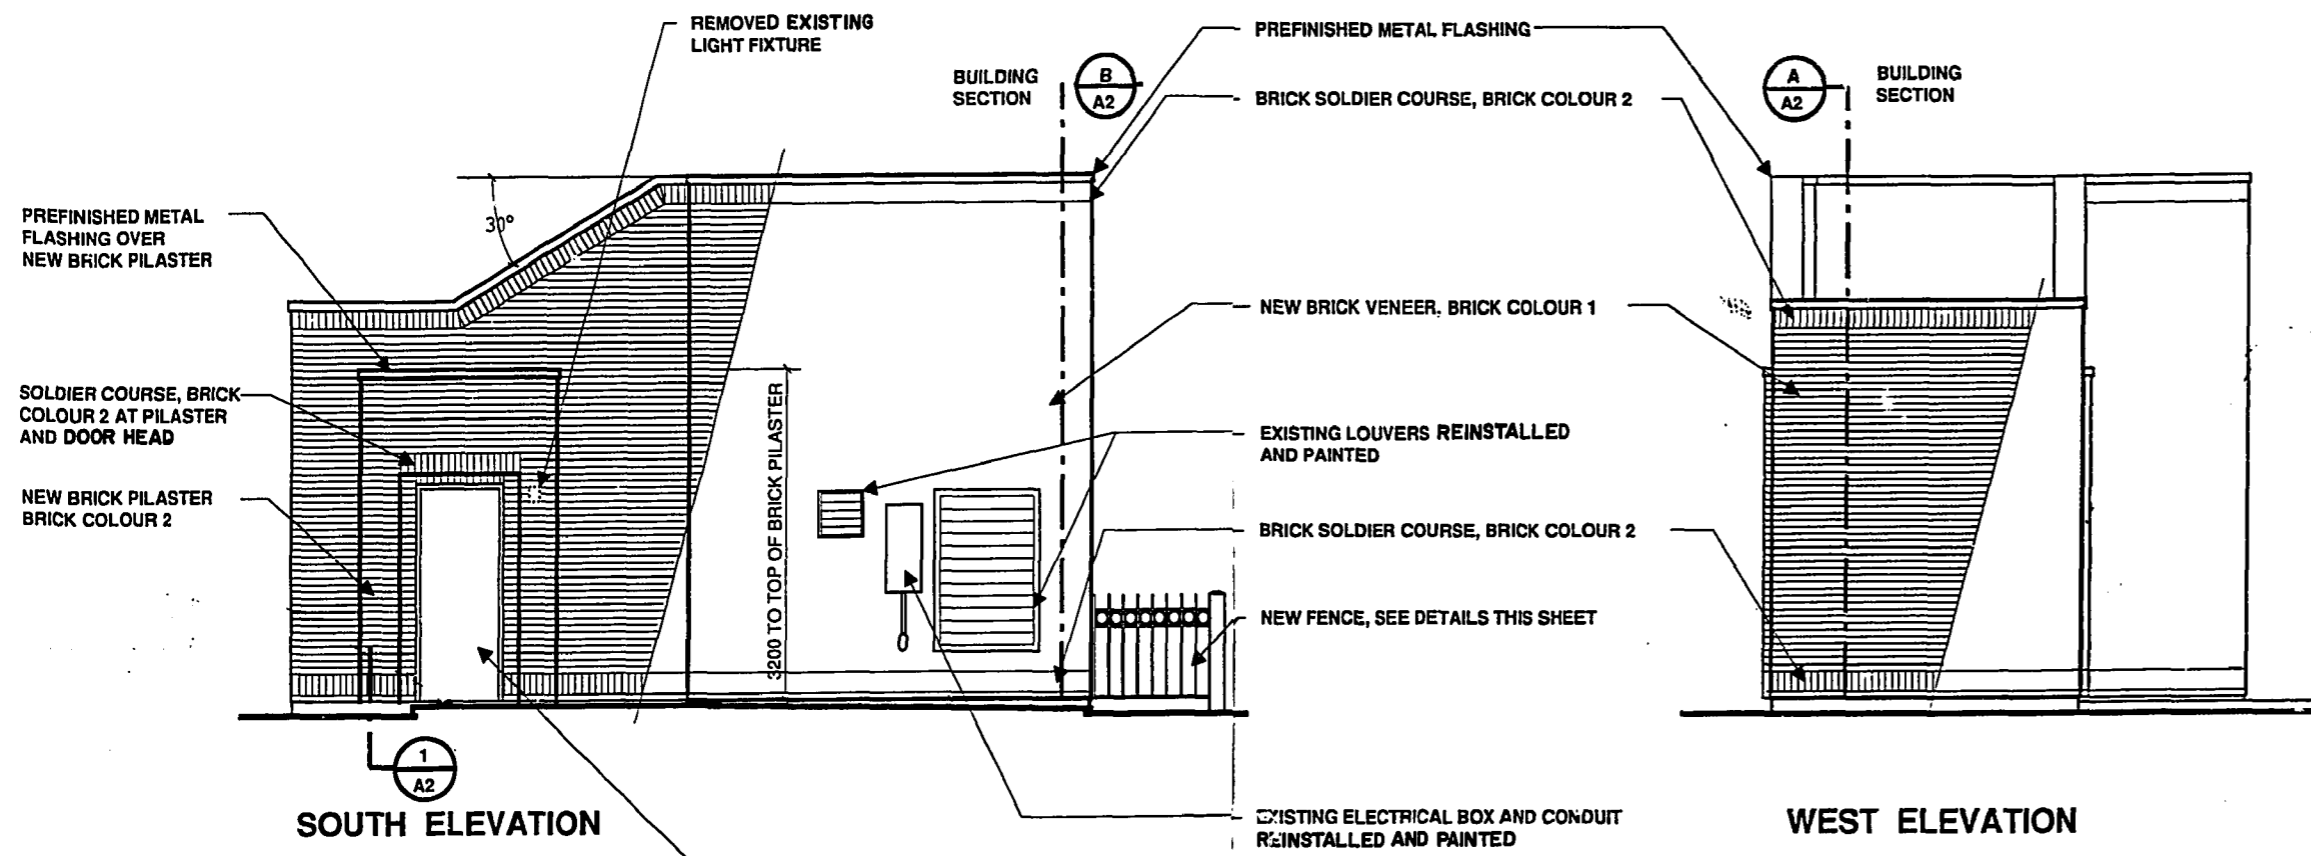 REMOVED EXISTING
LIGHT FIXTURE
BUILDING
SECTION
B
A2
PREFINISHED METAL FLASHING
BRICK SOLDIER COURSE, BRICK COLOUR 2
A
A2
BUILDING
SECTION
30°
PREFINISHED METAL
FLASHING OVER
NEW BRICK PILASTER
NEW BRICK VENEER, BRICK COLOUR 1
SOLDIER COURSE, BRICK
COLOUR 2 AT PILASTER
AND DOOR HEAD
3200 TO TOP OF BRICK PILASTER
EXISTING LOUVERS REINSTALLED
AND PAINTED
NEW BRICK PILASTER
BRICK COLOUR 2
BRICK SOLDIER COURSE, BRICK COLOUR 2
NEW FENCE, SEE DETAILS THIS SHEET
1
A2
SOUTH ELEVATION
EXISTING ELECTRICAL BOX AND CONDUIT
REINSTALLED AND PAINTED
WEST ELEVATION